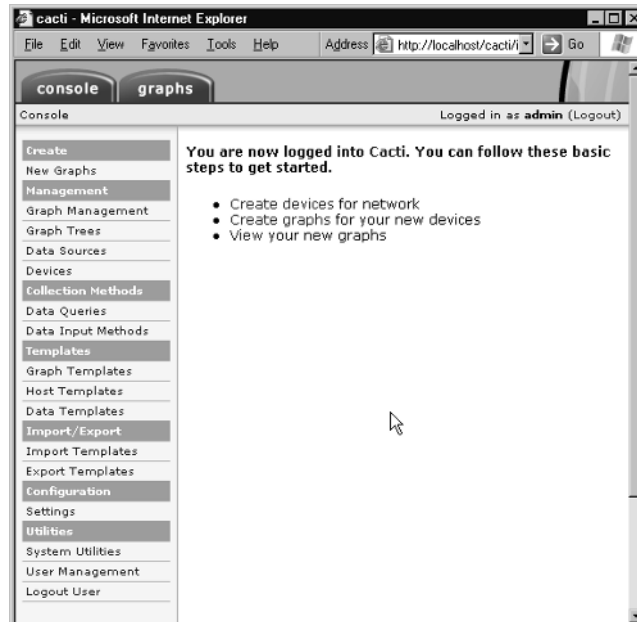 cacti - Microsoft Internet Explorer
File Edit View Favorites Tools Help Address http://localhost/cacti/i Go
console graphs
Console Logged in as admin (Logout)
Create
New Graphs
Management
Graph Management
Graph Trees
Data Sources
Devices
Collection Methods
Data Queries
Data Input Methods
Templates
Graph Templates
Host Templates
Data Templates
Import/Export
Import Templates
Export Templates
Configuration
Settings
Utilities
System Utilities
User Management
Logout User
You are now logged into Cacti. You can follow these basic
steps to get started.
• Create devices for network
• Create graphs for your new devices
• View your new graphs